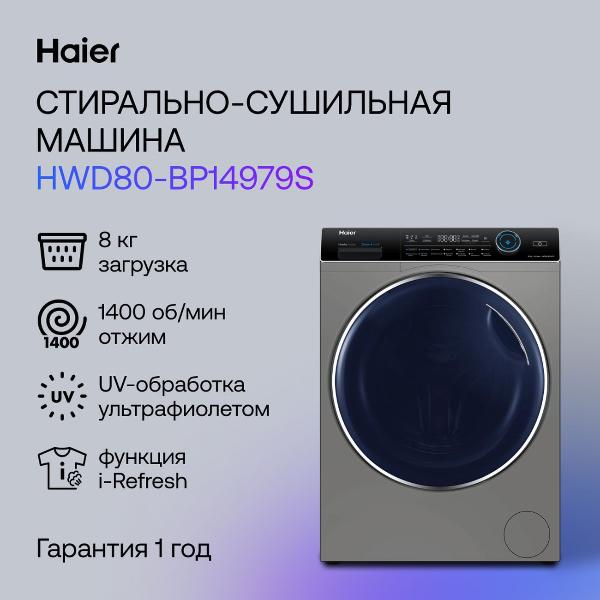 Haier
СТИРАЛЬНО-СУШИЛЬНАЯ
МАШИНА
HWD80-BP14979S
8 кг
загрузка
1400 об/мин
отжим
1400
UV-обработка
ультрафиолетом
UV
функция
i-Refresh
i
Гарантия 1 год
Haier